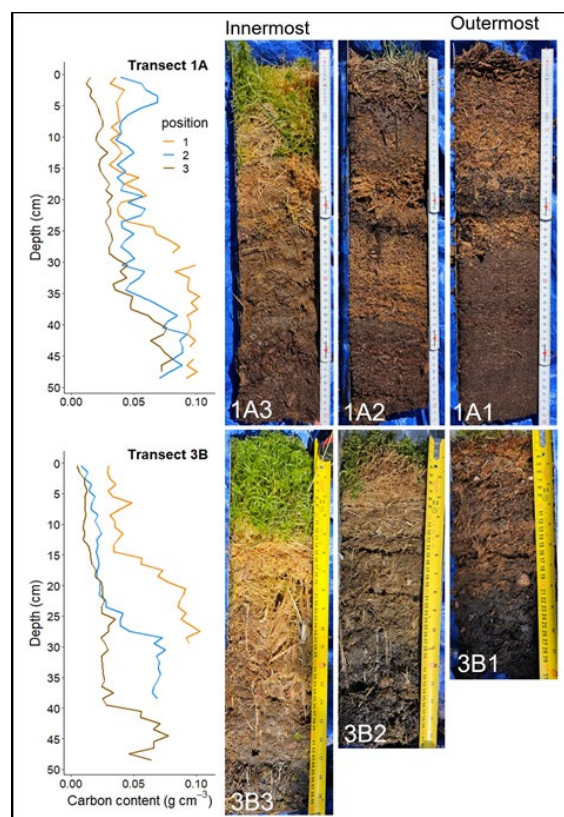 Innermost
Outermost
Transect 1A
position
1
2
3
0
5
10
15
20
25
30
35
40
45
50
Depth (cm)
0.00
0.05
0.10
1A3
1A2
1A1
Transect 3B
0
5
10
15
20
25
30
35
40
45
50
Depth (cm)
0.00
0.05
0.10
Carbon content (g cm⁻³)
3B3
3B2
3B1